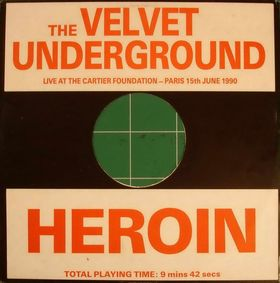 THE VELVET
UNDERGROUND
LIVE AT THE CARTIER FOUNDATION – PARIS 15th JUNE 1990
HEROIN
TOTAL PLAYING TIME: 9 mins 42 secs